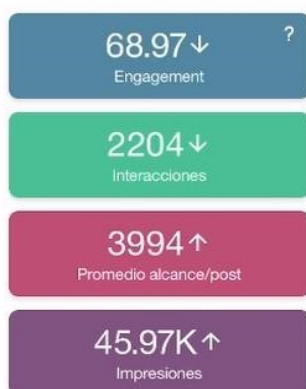 68.97↓
?
Engagement
2204↓
Interacciones
3994↑
Promedio alcance/post
45.97K↑
Impresiones